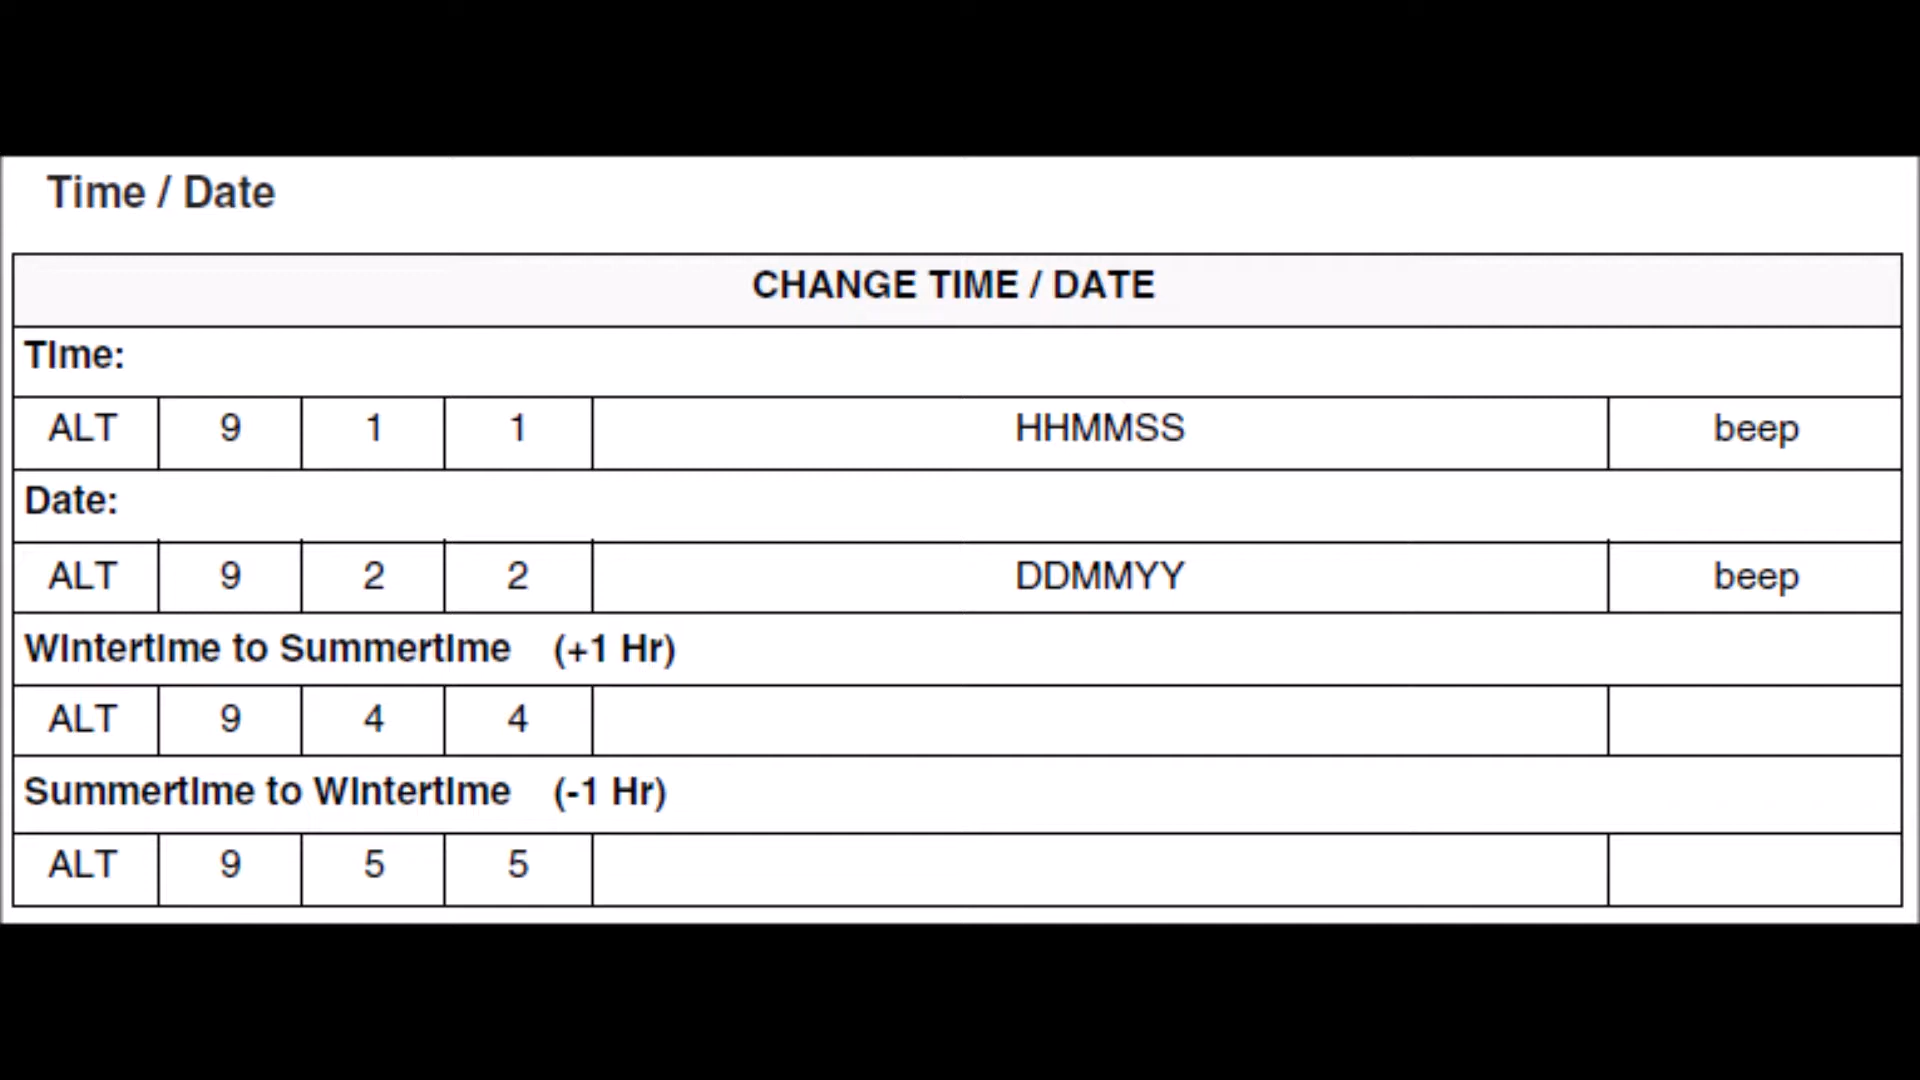 Time / Date
CHANGE TIME / DATE
Time:
ALT 9 1 1 HHMMSS beep
Date:
ALT 9 2 2 DDMMYY beep
Wintertime to Summertime (+1 Hr)
ALT 9 4 4
Summertime to Wintertime (-1 Hr)
ALT 9 5 5